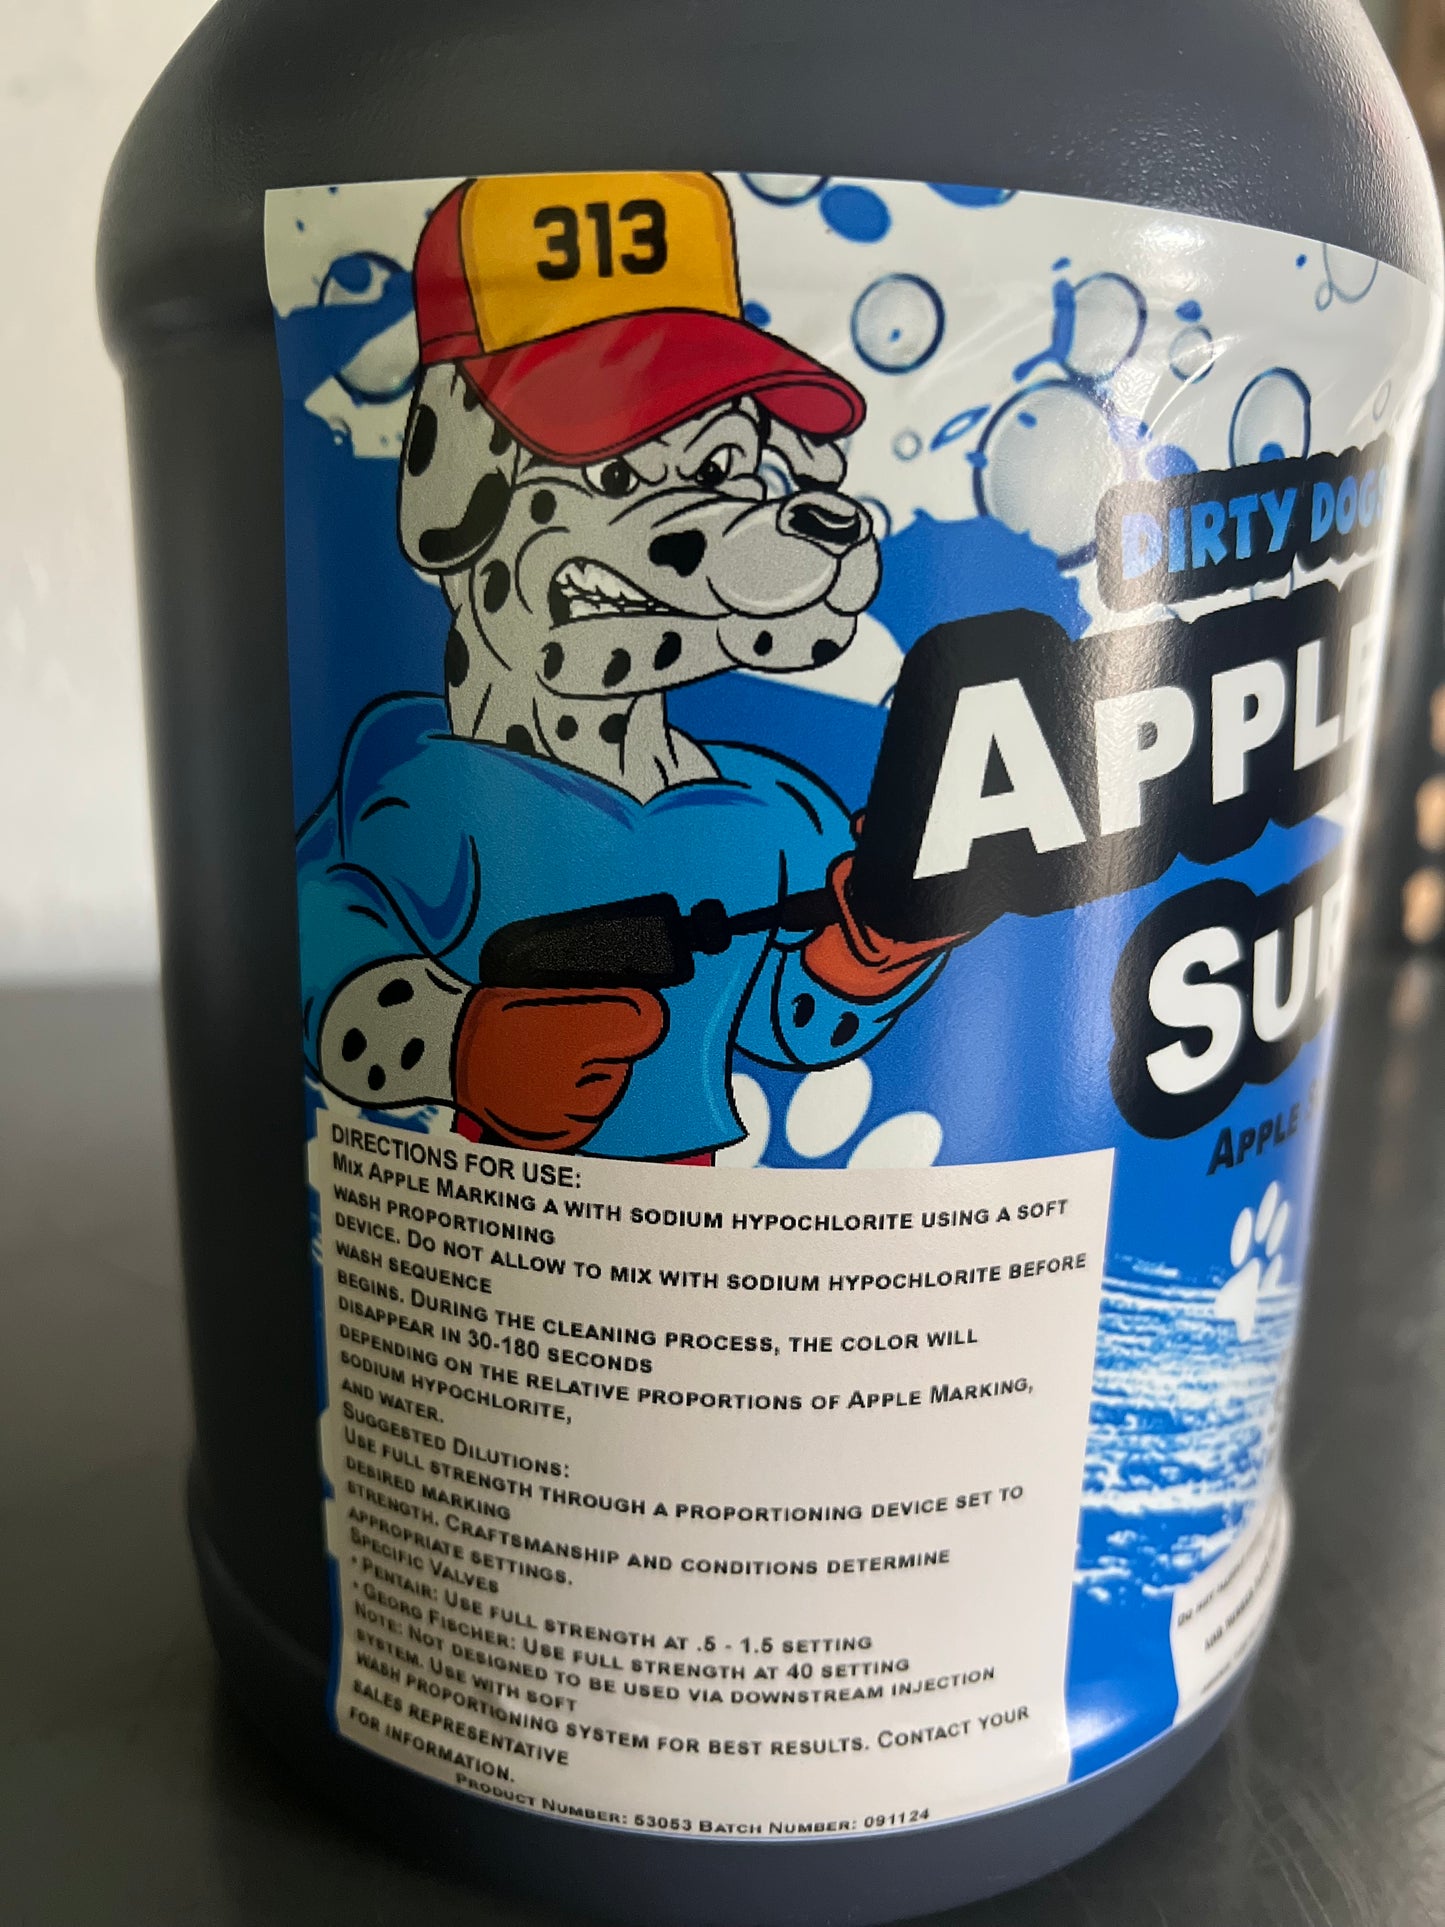 313
DIRTY DOGS
APPLE
SUR
APPLE
DIRECTIONS FOR USE:
MIX APPLE MARKING A WITH SODIUM HYPOCHLORITE USING A SOFT
WASH PROPORTIONING
DEVICE. DO NOT ALLOW TO MIX WITH SODIUM HYPOCHLORITE BEFORE
WASH SEQUENCE
BEGINS. DURING THE CLEANING PROCESS, THE COLOR WILL
DISAPPEAR IN 30-180 SECONDS
DEPENDING ON THE RELATIVE PROPORTIONS OF APPLE MARKING,
SODIUM HYPOCHLORITE,
AND WATER.
SUGGESTED DILUTIONS:
USE FULL STRENGTH THROUGH A PROPORTIONING DEVICE SET TO
DESIRED MARKING
STRENGTH. CRAFTSMANSHIP AND CONDITIONS DETERMINE
APPROPRIATE SETTINGS.
SPECIFIC VALVES
• PENTAIR: USE FULL STRENGTH AT .5 - 1.5 SETTING
• GEORG FISCHER: USE FULL STRENGTH AT 40 SETTING
NOTE: NOT DESIGNED TO BE USED VIA DOWNSTREAM INJECTION
SYSTEM. USE WITH SOFT
WASH PROPORTIONING SYSTEM FOR BEST RESULTS. CONTACT YOUR
SALES REPRESENTATIVE
FOR INFORMATION.
PRODUCT NUMBER: 53053 BATCH NUMBER: 091124